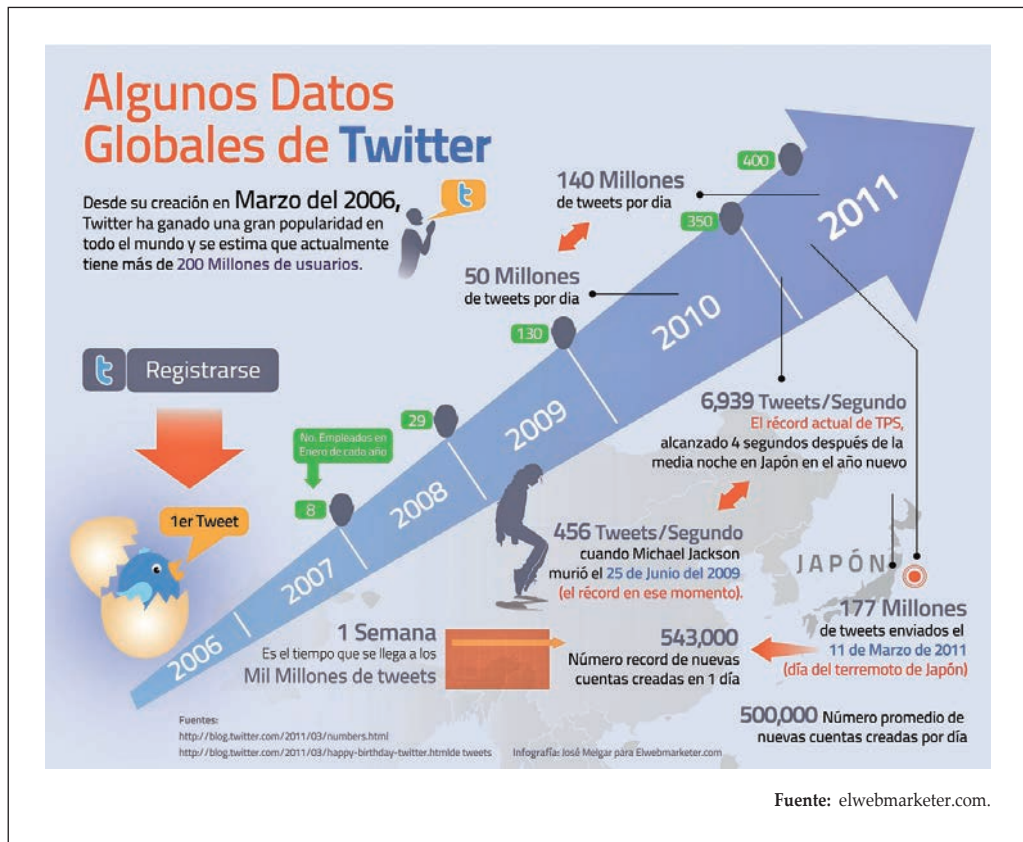 Algunos Datos
Globales de Twitter
Desde su creación en Marzo del 2006,
Twitter ha ganado una gran popularidad en
todo el mundo y se estima que actualmente
tiene más de 200 Millones de usuarios.
t
t Registrarse
1er Tweet
No. Empleados en
Enero de cada año
8
29
130
350
400
2006
2007
2008
2009
2010
2011
140 Millones
de tweets por dia
50 Millones
de tweets por dia
6,939 Tweets/Segundo
El récord actual de TPS,
alcanzado 4 segundos después de la
media noche en Japón en el año nuevo
456 Tweets/Segundo
cuando Michael Jackson
murió el 25 de Junio del 2009
(el récord en ese momento).
JAPÓN
177 Millones
de tweets enviados el
11 de Marzo de 2011
(día del terremoto de Japón)
1 Semana
Es el tiempo que se llega a los
Mil Millones de tweets
543,000
Número record de nuevas
cuentas creadas en 1 día
500,000 Número promedio de
nuevas cuentas creadas por día
Fuentes:
http://blog.twitter.com/2011/03/numbers.html
http://blog.twitter.com/2011/03/happy-birthday-twitter.htmlde tweets
Infografía: José Melgar para Elwebmarketer.com
Fuente: elwebmarketer.com.